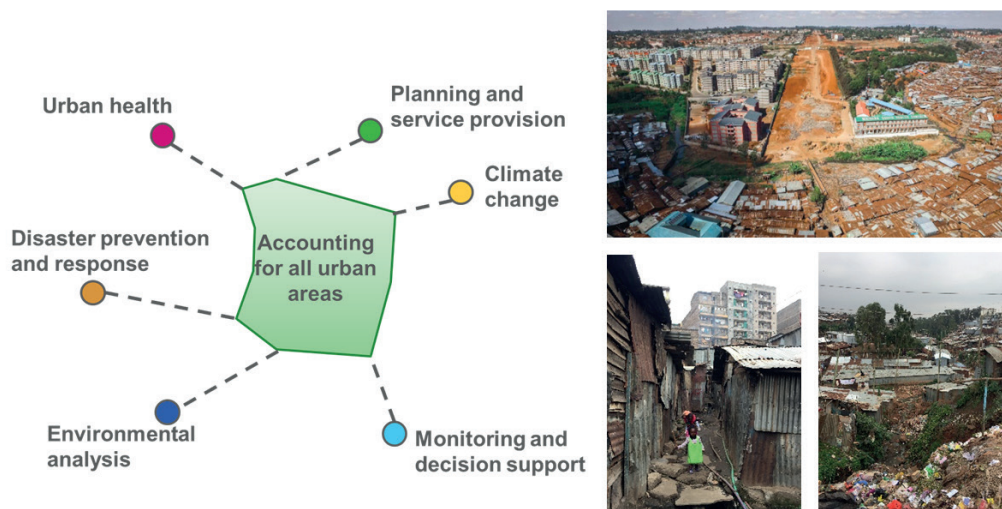 Urban health
Planning and
service provision
Climate
change
Disaster prevention
and response
Accounting
for all urban
areas
Environmental
analysis
Monitoring and
decision support